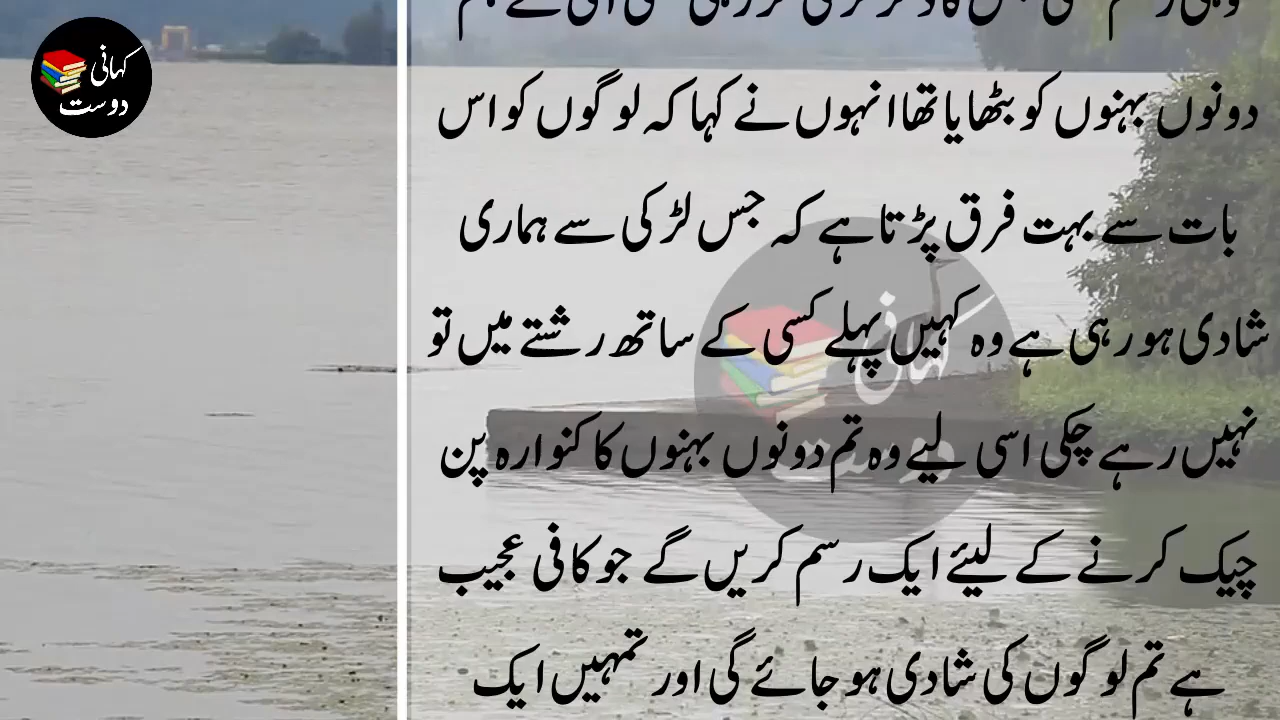 کہانی
دوست
دونوں بہنوں کو بٹھایا تھا انہوں نے کہا کہ لوگوں کو اس
بات سے بہت فرق پڑتا ہے کہ جس لڑکی سے ہماری
شادی ہو رہی ہے وہ کہیں پہلے کسی کے ساتھ رشتے میں تو
نہیں رہے چکی اسی لیے وہ تم دونوں بہنوں کا کنوارہ پن
چیک کرنے کے لیئے ایک رسم کریں گے جو کافی عجیب
ہے تم لوگوں کی شادی ہو جائے گی اور تمہیں ایک
کہانی
دوست